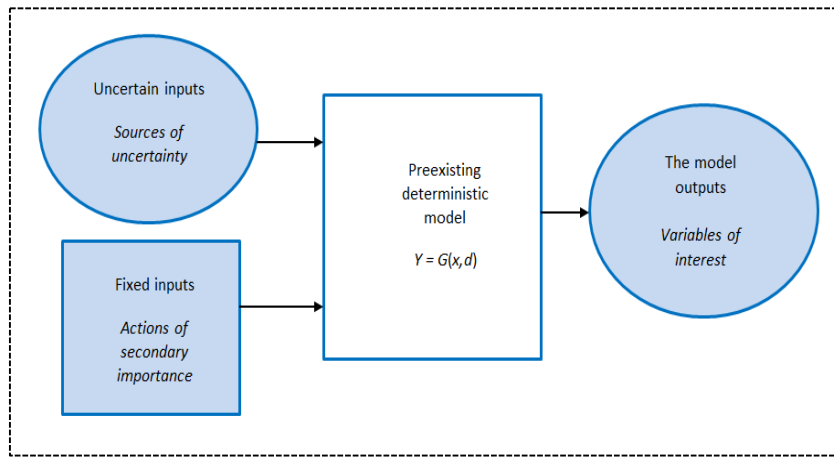 Uncertain inputs
Sources of
uncertainty
Fixed inputs
Actions of
secondary
importance
Preexisting
deterministic
model
Y = G(x,d)
The model
outputs
Variables of
interest